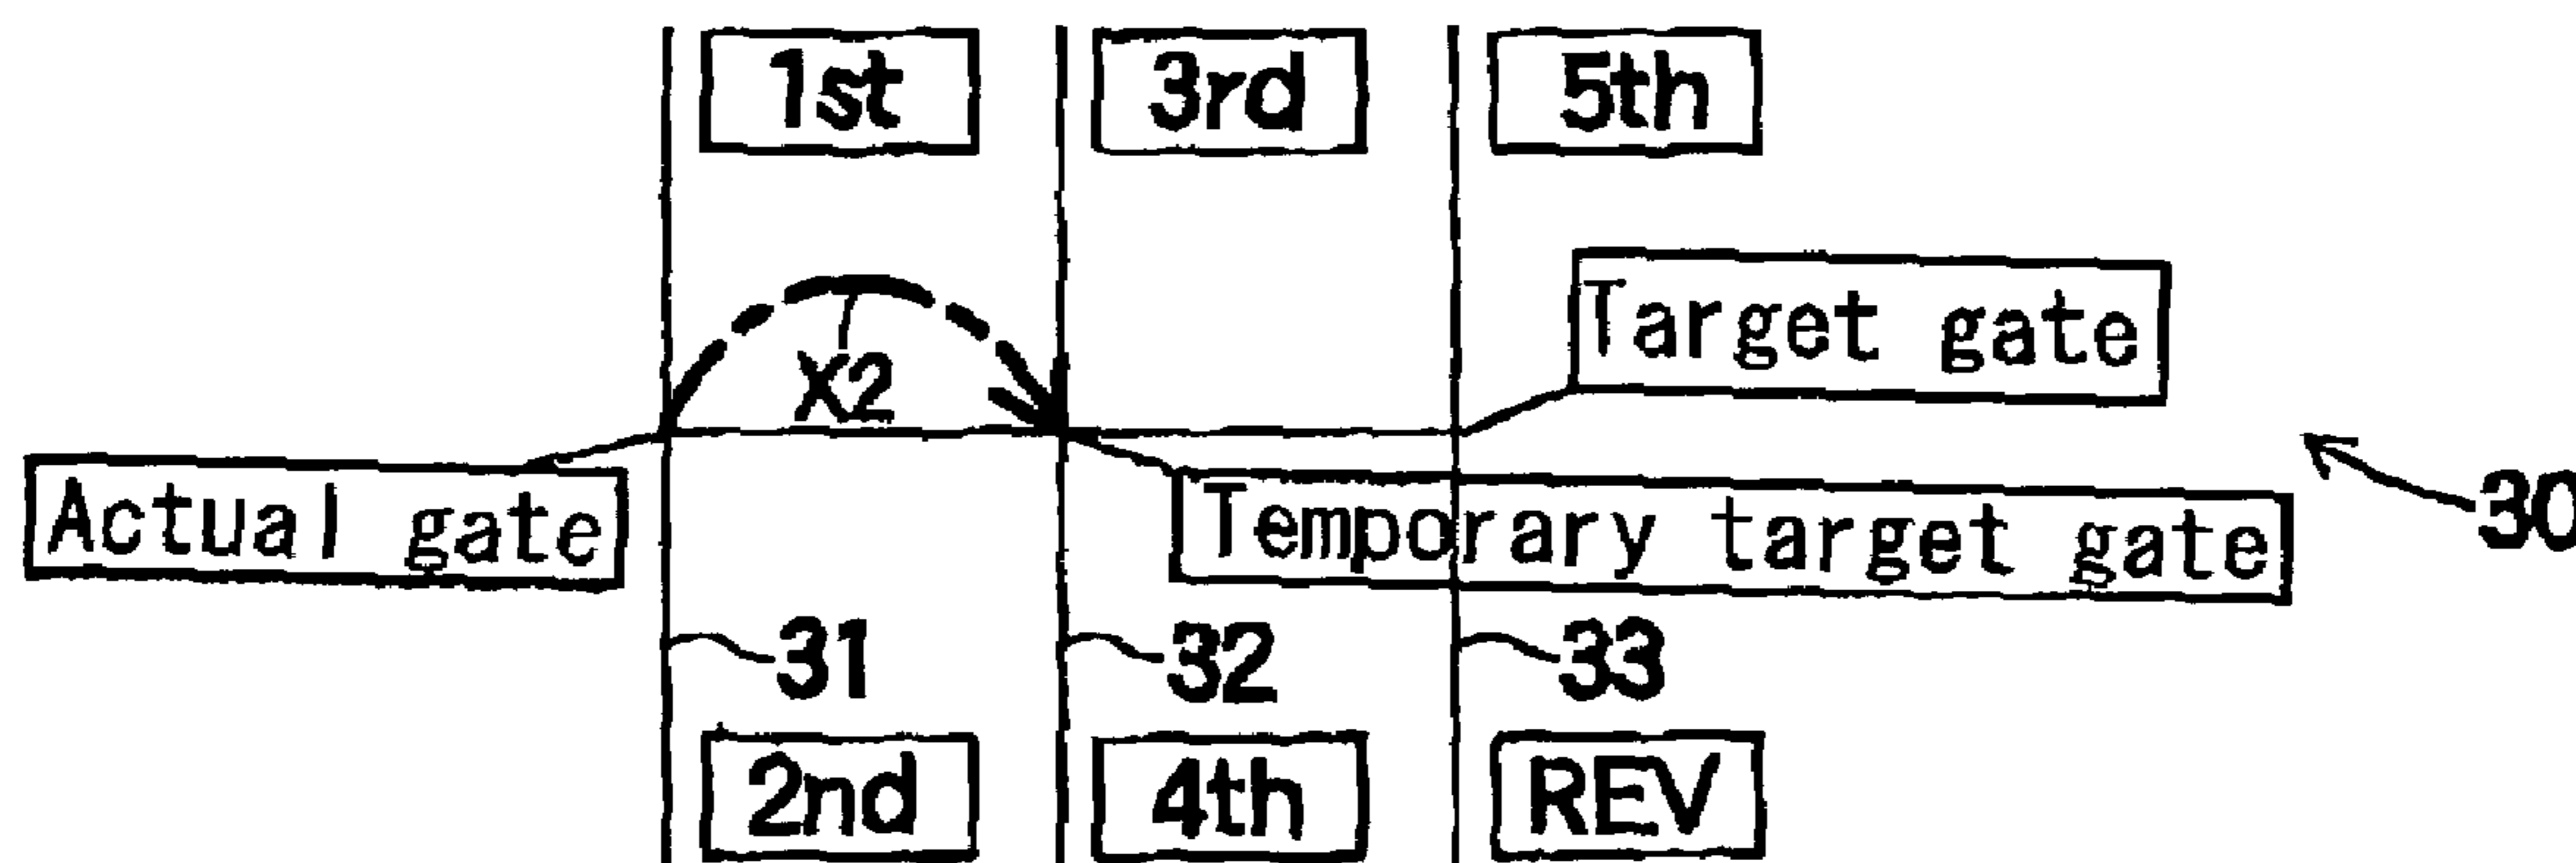 1st 3rd 5th
Target gate
X2
Actual gate
Temporary target gate
30
31 32 33
2nd 4th REV